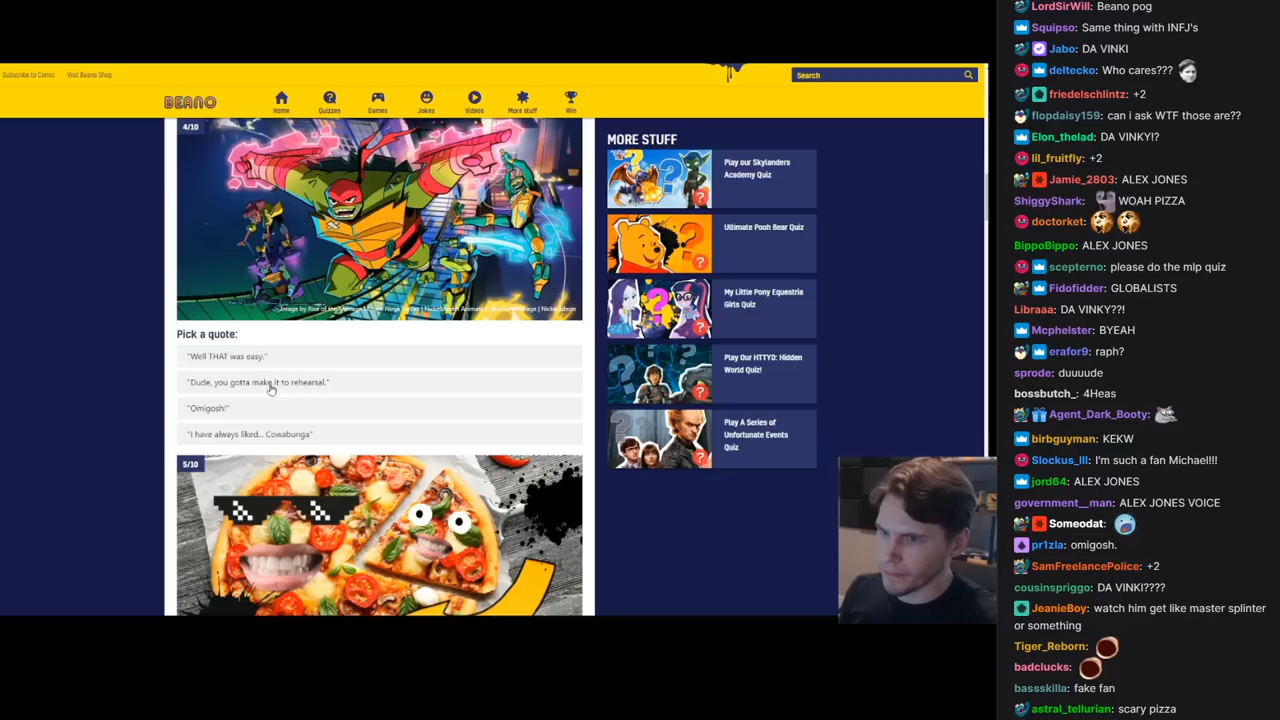 Subscribe to Comic
Visit Beano Shop
Search
BEANO
Home
Quizzes
Games
Jokes
Videos
More stuff
Win
4/10
Pick a quote:
"Well THAT was easy."
"Dude, you gotta make it to rehearsal."
"Omigosh!"
"I have always liked... Cowabunga"
5/10
MORE STUFF
Play our Skylanders
Academy Quiz
Ultimate Pooh Bear Quiz
My Little Pony Equestria
Girls Quiz
Play Our HTTYD: Hidden
World Quiz!
Play A Series of
Unfortunate Events
Quiz
LordSirWill: Beano pog
Squipso: Same thing with INFJ's
Jabo: DA VINKI
deltecko: Who cares???
friedelschlintz: +2
flopdaisy159: can i ask WTF those are??
Elon_thelad: DA VINKY!?
lil_fruitfly: +2
Jamie_2803: ALEX JONES
ShiggyShark: WOAH PIZZA
doctorket:
BippoBippo: ALEX JONES
scepterno: please do the mlp quiz
Fidofidder: GLOBALISTS
Libraaa: DA VINKY??!
Mcphelster: BYEAH
erafor9: raph?
sprode: duuuude
bossbutch_: 4Heas
Agent_Dark_Booty:
birbguyman: KEKW
Slockus_lll: I'm such a fan Michael!!!
jord64: ALEX JONES
government__man: ALEX JONES VOICE
Someodat:
pr1zla: omigosh.
SamFreelancePolice: +2
cousinspriggo: DA VINKI????
JeanieBoy: watch him get like master splinter
or something
Tiger_Reborn:
badclucks:
bassskilla: fake fan
astral_tellurian: scary pizza